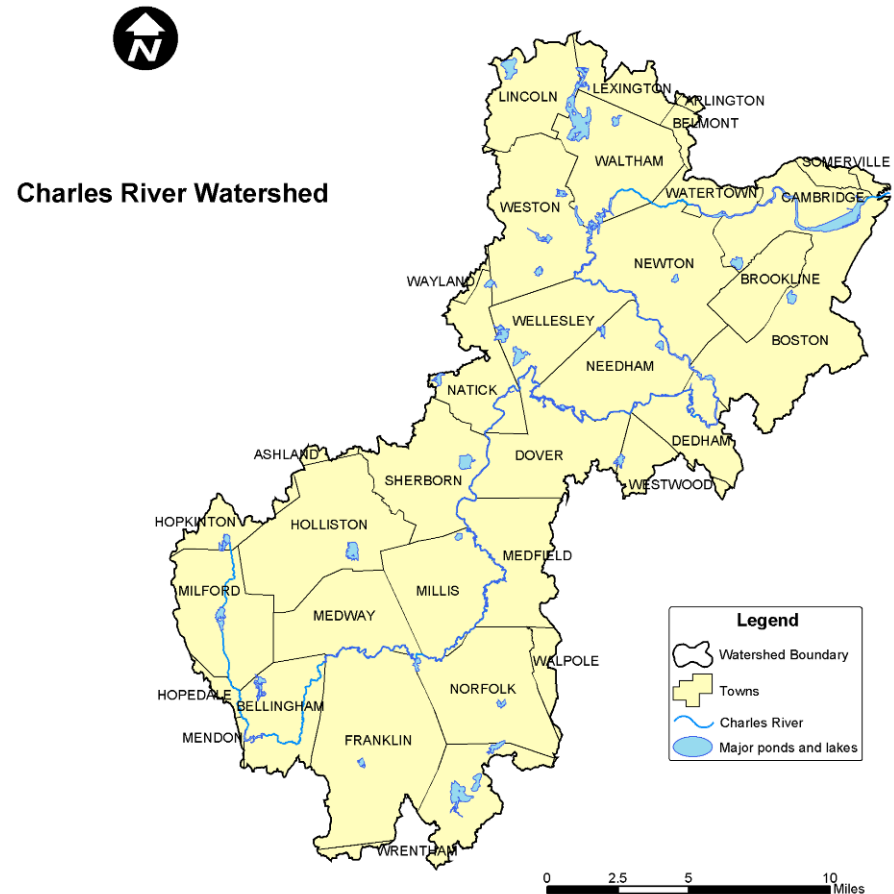 N
Charles River Watershed
LINCOLN
LEXINGTON
ARLINGTON
BELMONT
WALTHAM
SOMERVILLE
WATERTOWN
CAMBRIDGE
WESTON
NEWTON
BROOKLINE
WAYLAND
WELLESLEY
BOSTON
NEEDHAM
NATICK
DEDHAM
ASHLAND
DOVER
SHERBORN
WESTWOOD
HOPKINTON
HOLLISTON
MEDFIELD
MILFORD
MILLIS
MEDWAY
WALPOLE
NORFOLK
HOPEDALE
BELLINGHAM
MENDON
FRANKLIN
WRENTHAM
Legend
Watershed Boundary
Towns
Charles River
Major ponds and lakes
0 2.5 5 10
Miles